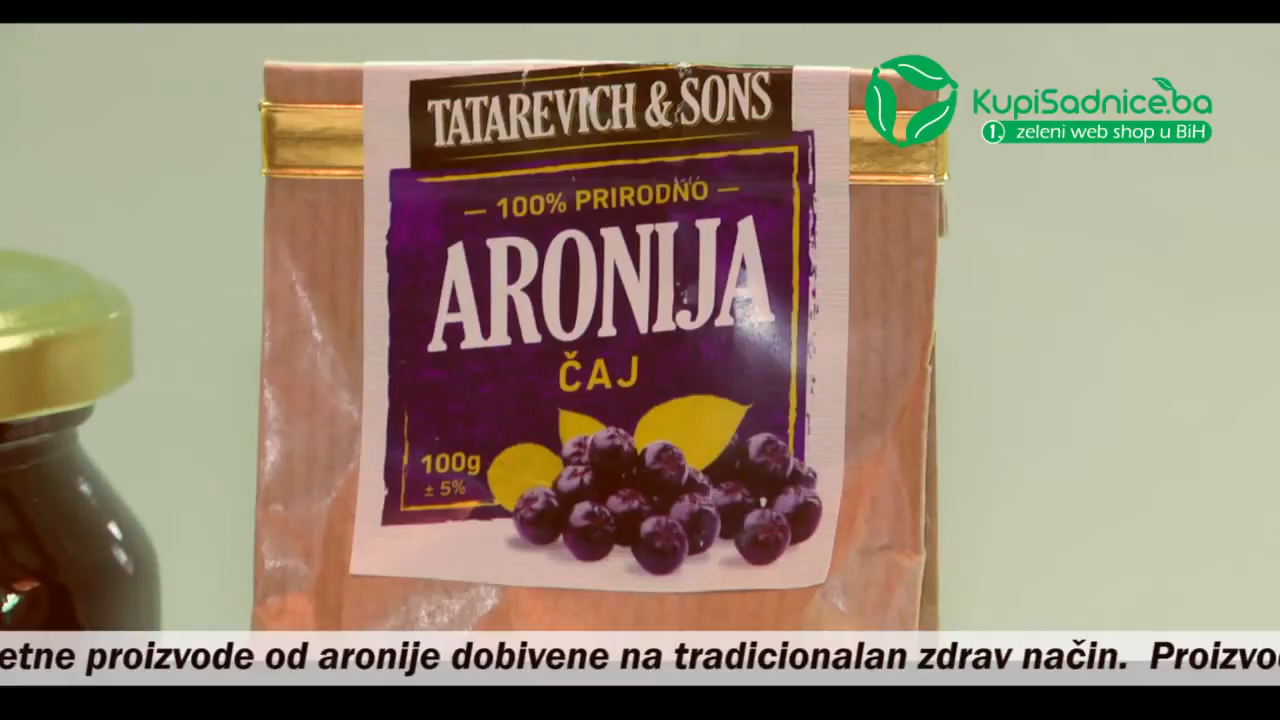 TATAREVICH & SONS
KupiSadnice.ba
1. zeleni web shop u BiH
— 100% PRIRODNO —
ARONIJA
ČAJ
100g
± 5%
etne proizvode od aronije dobivene na tradicionalan zdrav način. Proizvo